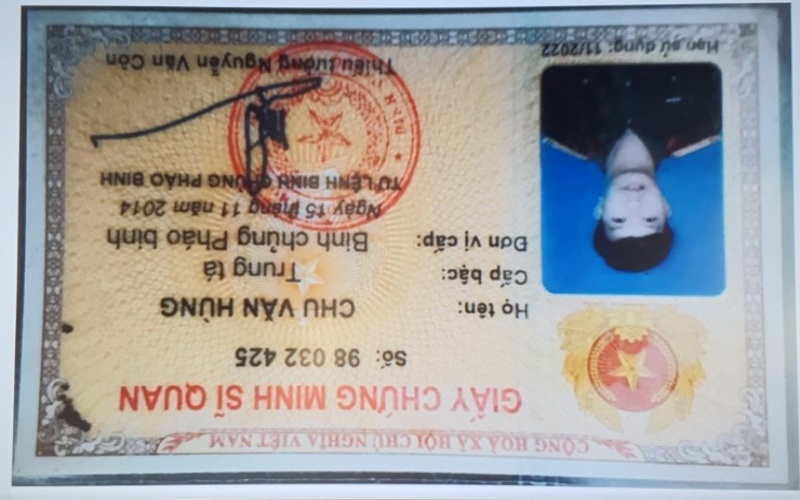 CỘNG HOÀ XÃ HỘI CHỦ NGHĨA VIỆT NAM
GIẤY CHỨNG MINH SĨ QUAN
Số: 98 032 425
Họ tên: CHU VĂN HÙNG
Cấp bậc: Trung tá
Đơn vị cấp: Binh chủng Pháo binh
Ngày 15 tháng 11 năm 2014
TƯ LỆNH BINH CHỦNG PHÁO BINH
Thiếu tướng Nguyễn Văn Côn
Hạn sử dụng: 11/2022